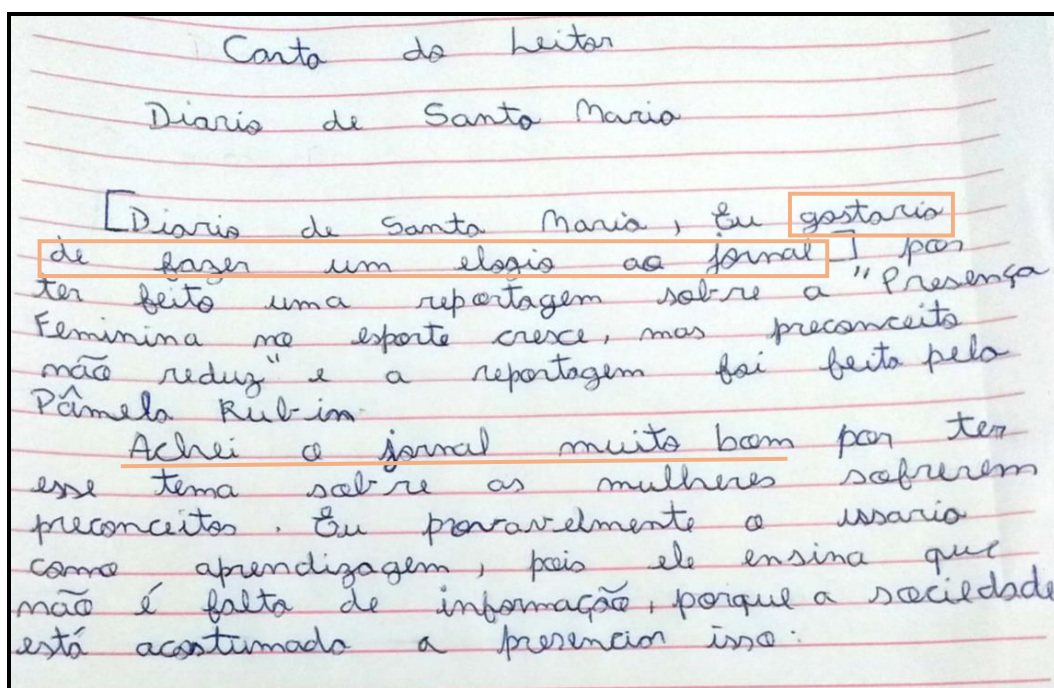 Carta do Leitor
Diario de Santa Maria
[Diario de Santa Maria, Eu gostaria
de fazer um elogio ao jornal] por
ter feito uma reportagem sobre a "Presença
Feminina no esporte cresce, mas preconceito
não reduz" e a reportagem foi feita pela
Pâmela Rubin.
Achei o jornal muito bom por ter
esse tema sobre as mulheres sofrerem
preconceitos. Eu provavelmente o ussaria
como aprendizagem, pois ele ensina que
não é falta de informação, porque a sociedade
está acostumada a presenciar isso.